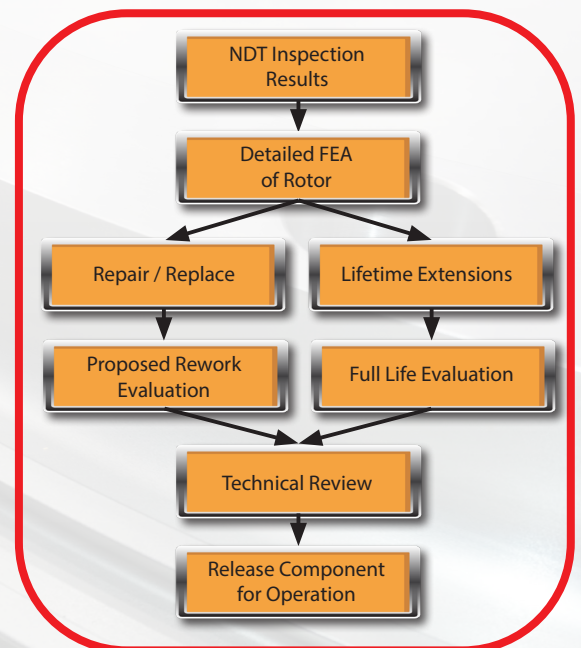 NDT Inspection
Results
Detailed FEA
of Rotor
Repair / Replace
Lifetime Extensions
Proposed Rework
Evaluation
Full Life Evaluation
Technical Review
Release Component
for Operation